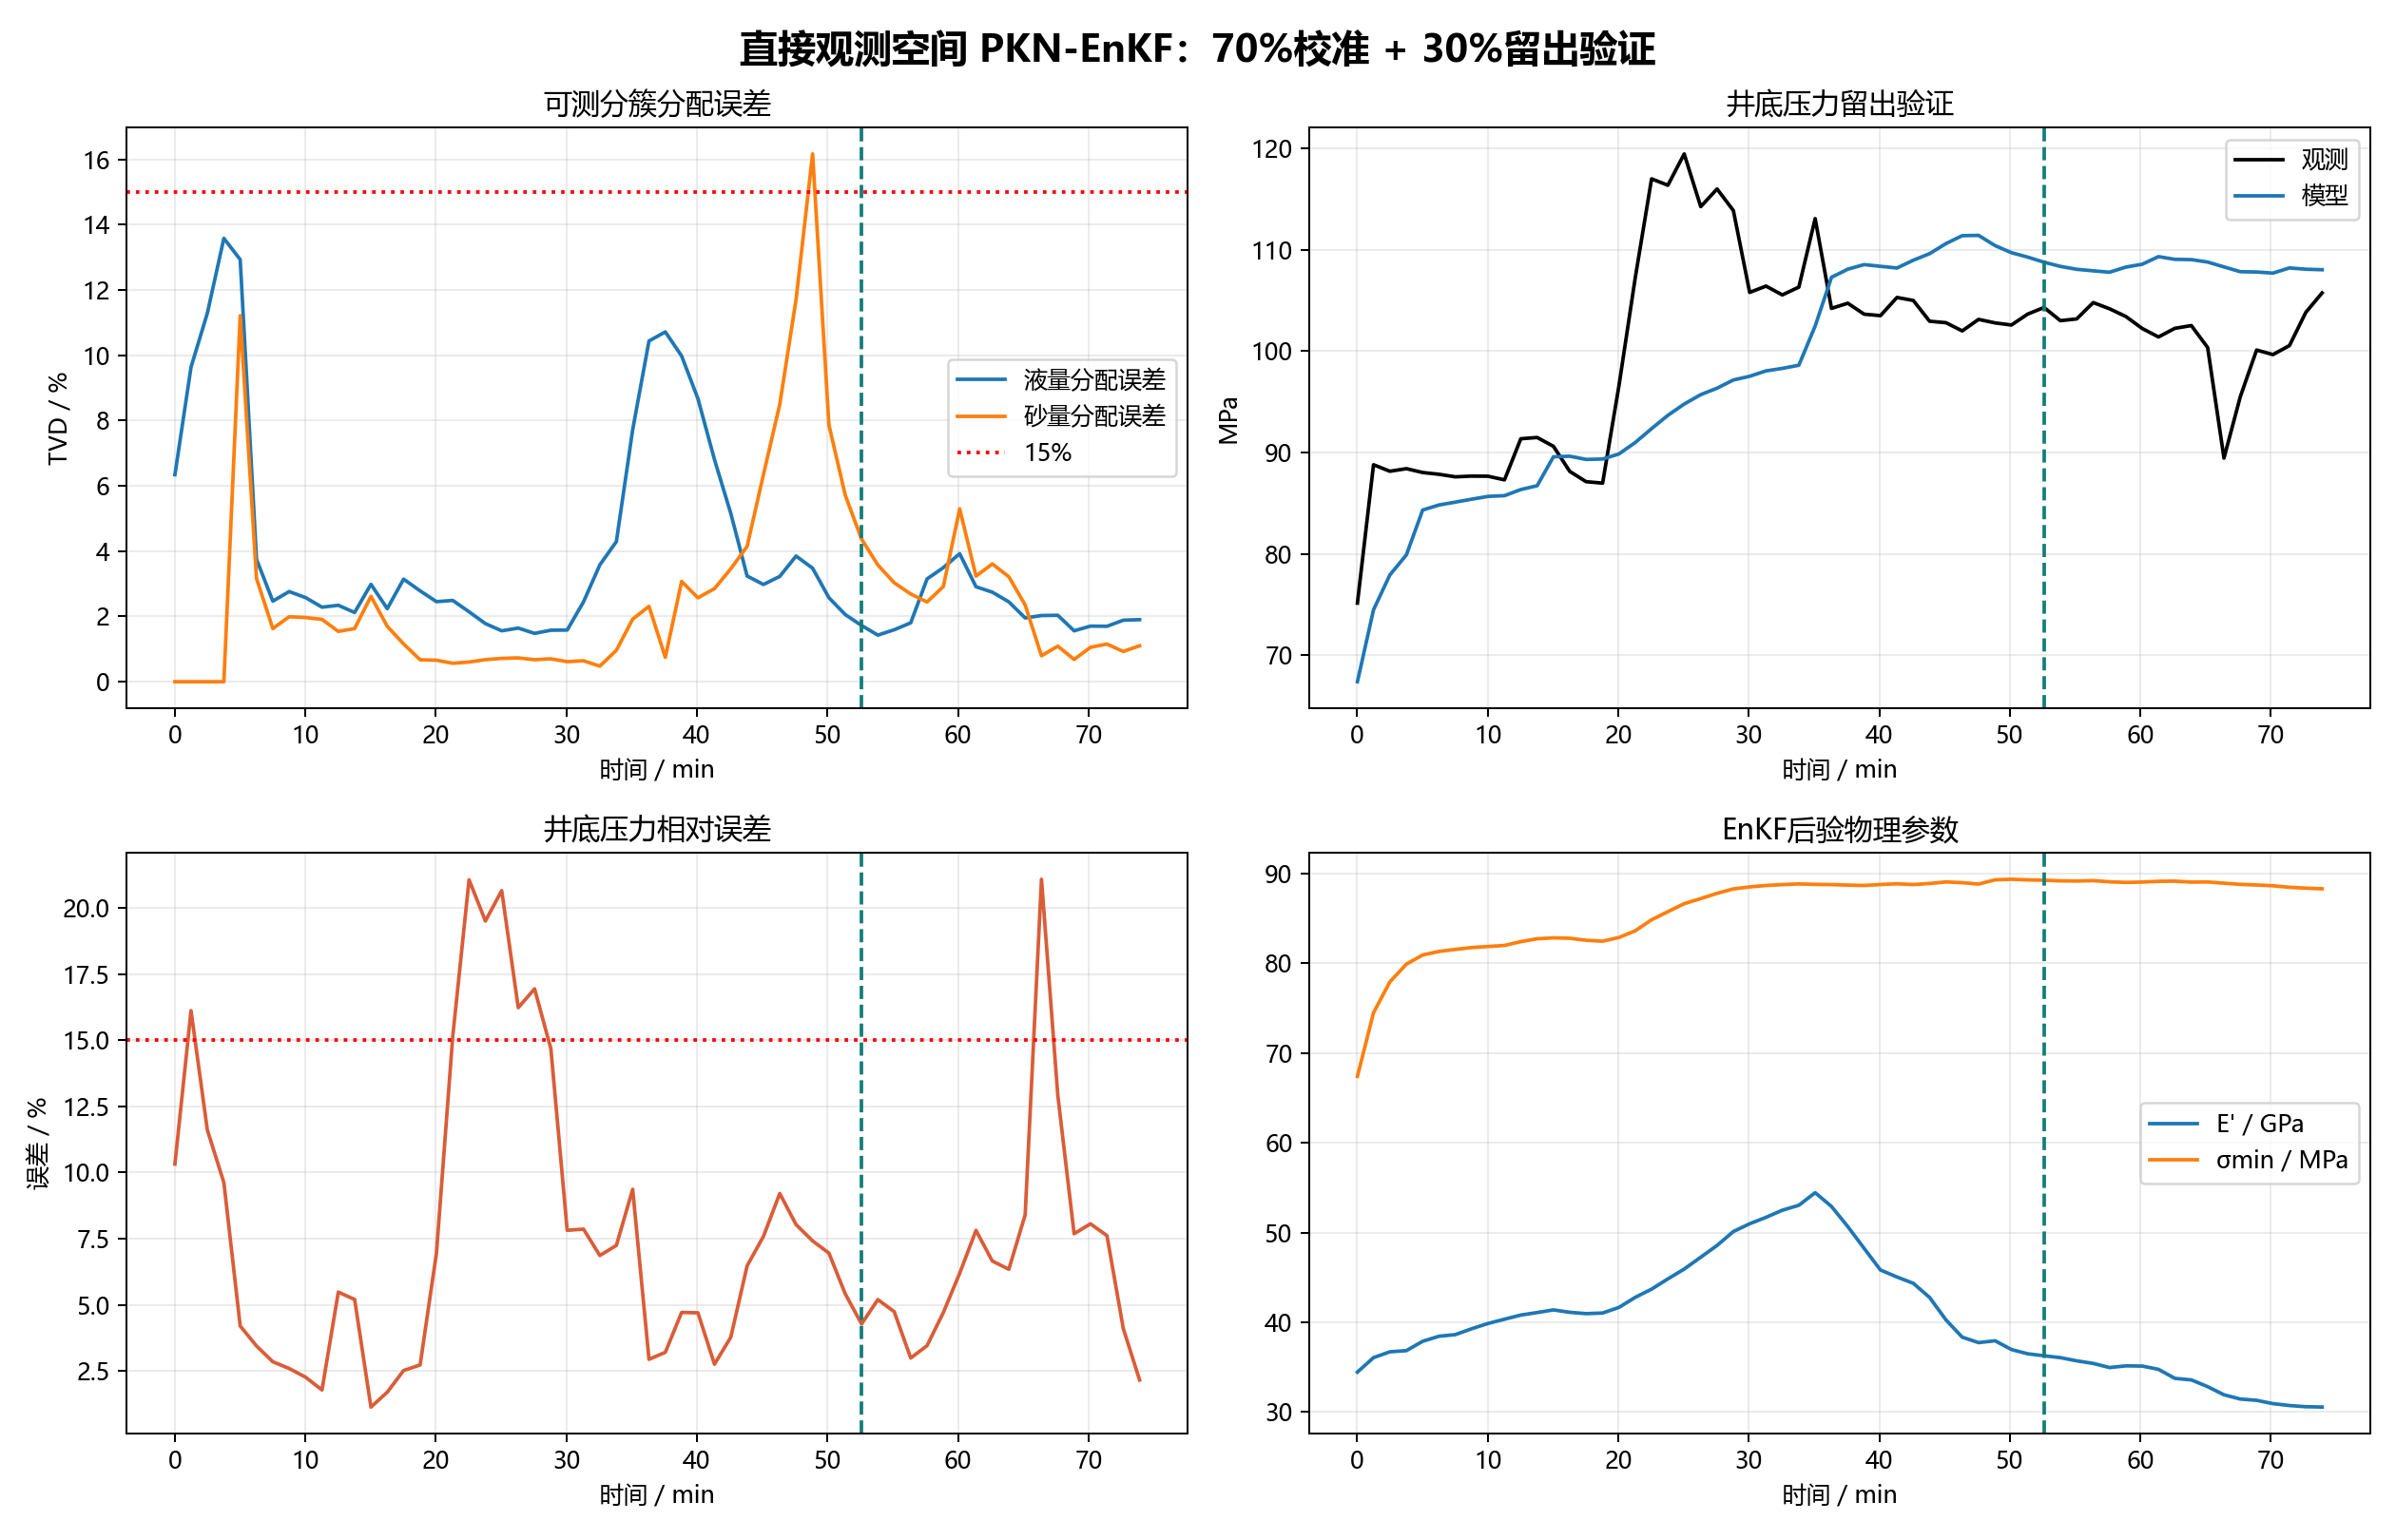 直接观测空间 PKN-EnKF：70%校准 + 30%留出验证
可测分簇分配误差
TVD / %
16
14
12
10
8
6
4
2
0
液量分配误差
砂量分配误差
15%
0 10 20 30 40 50 60 70
时间 / min
井底压力留出验证
MPa
120
110
100
90
80
70
观测
模型
0 10 20 30 40 50 60 70
时间 / min
井底压力相对误差
误差 / %
20.0
17.5
15.0
12.5
10.0
7.5
5.0
2.5
0 10 20 30 40 50 60 70
时间 / min
EnKF后验物理参数
90
80
70
60
50
40
30
E' / GPa
σmin / MPa
0 10 20 30 40 50 60 70
时间 / min